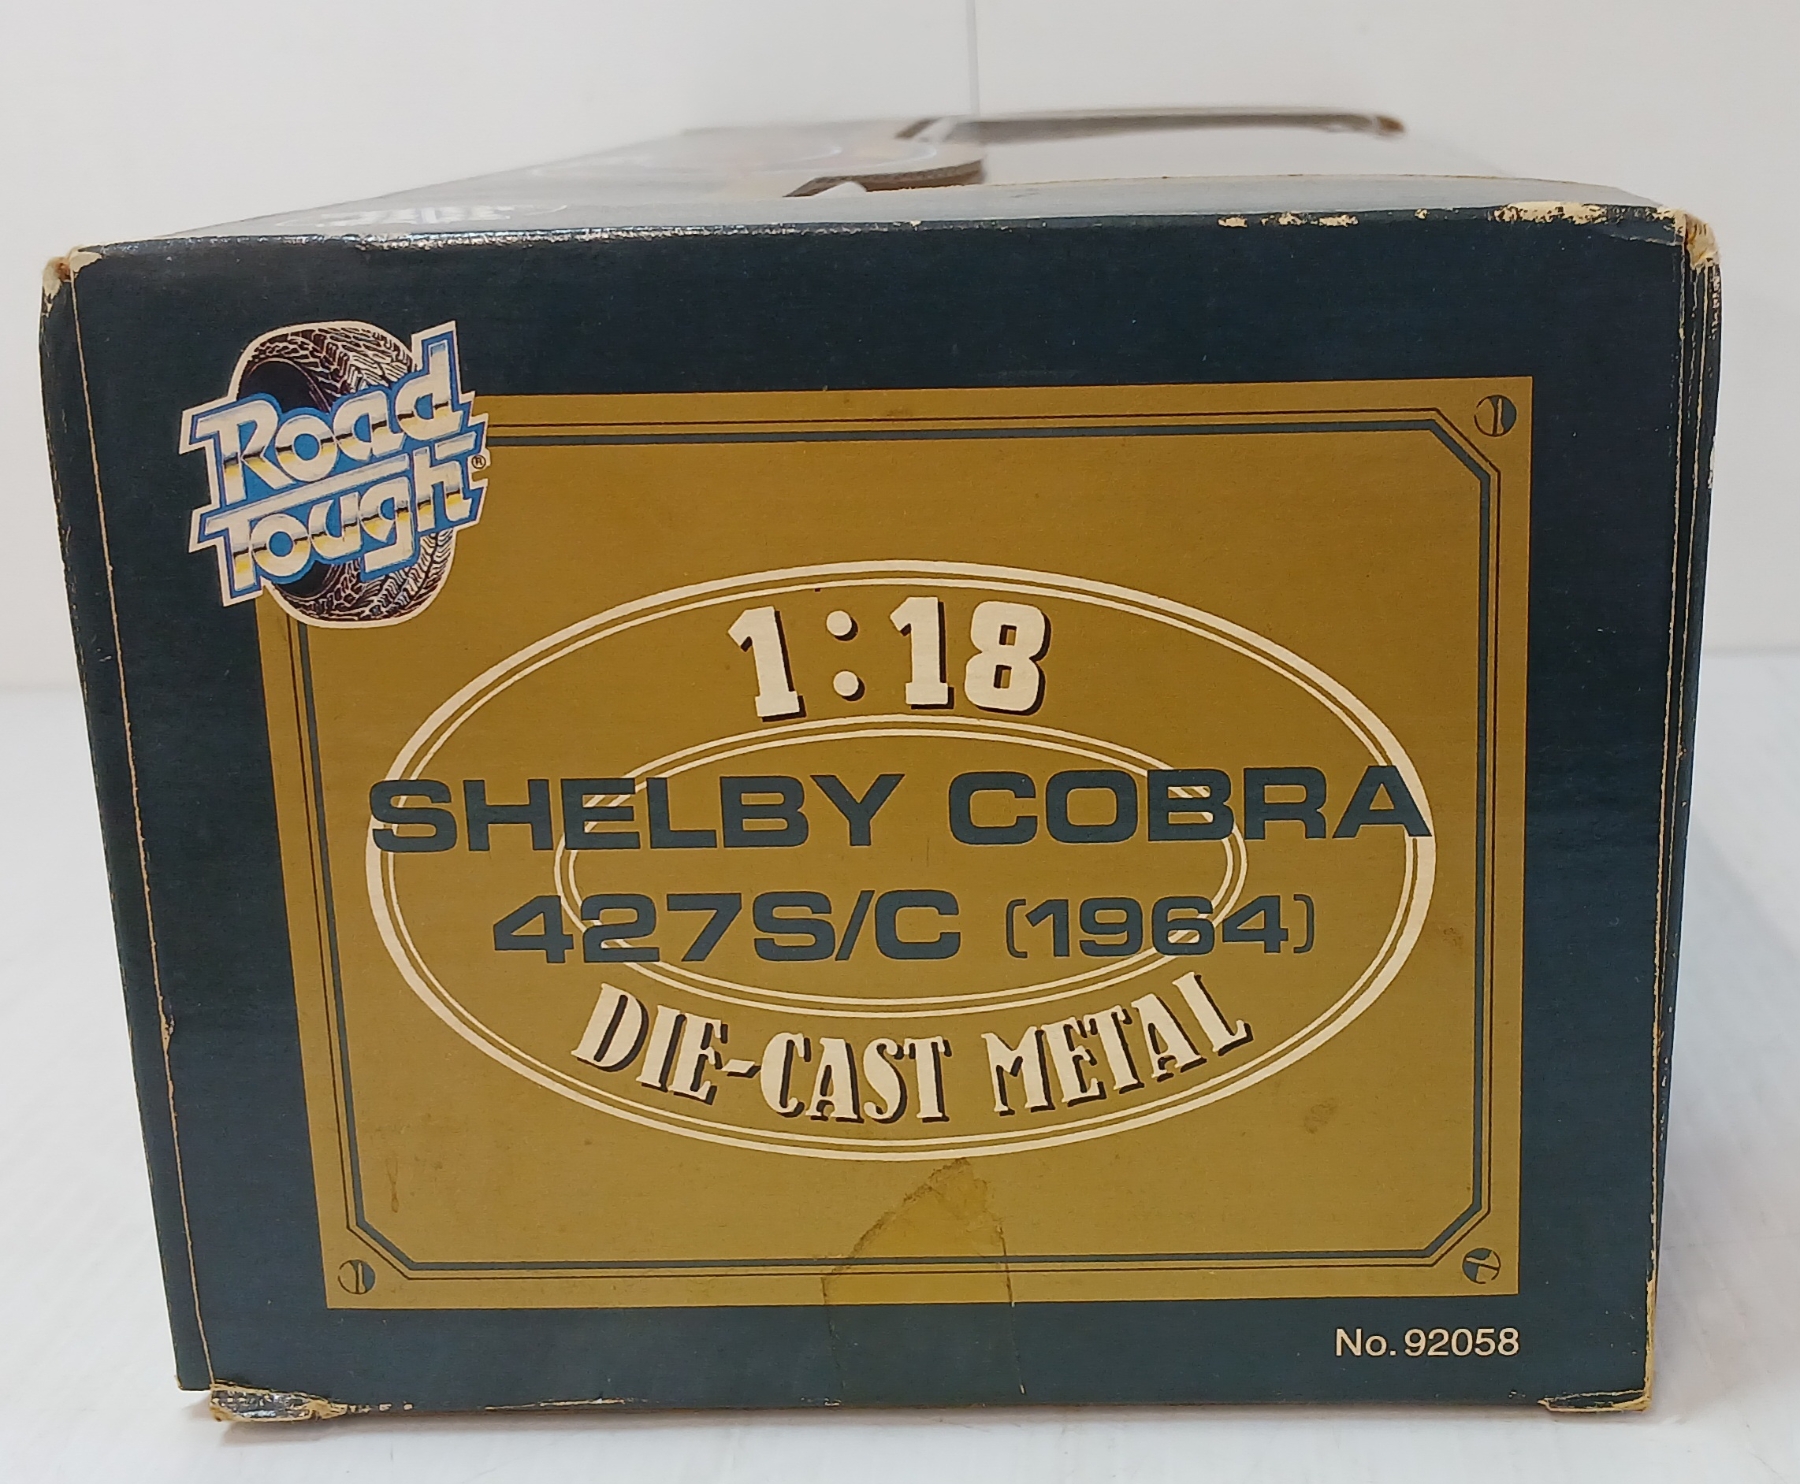 Road
Tough®
1:18
SHELBY COBRA
427S/C (1964)
DIE-CAST METAL
No. 92058